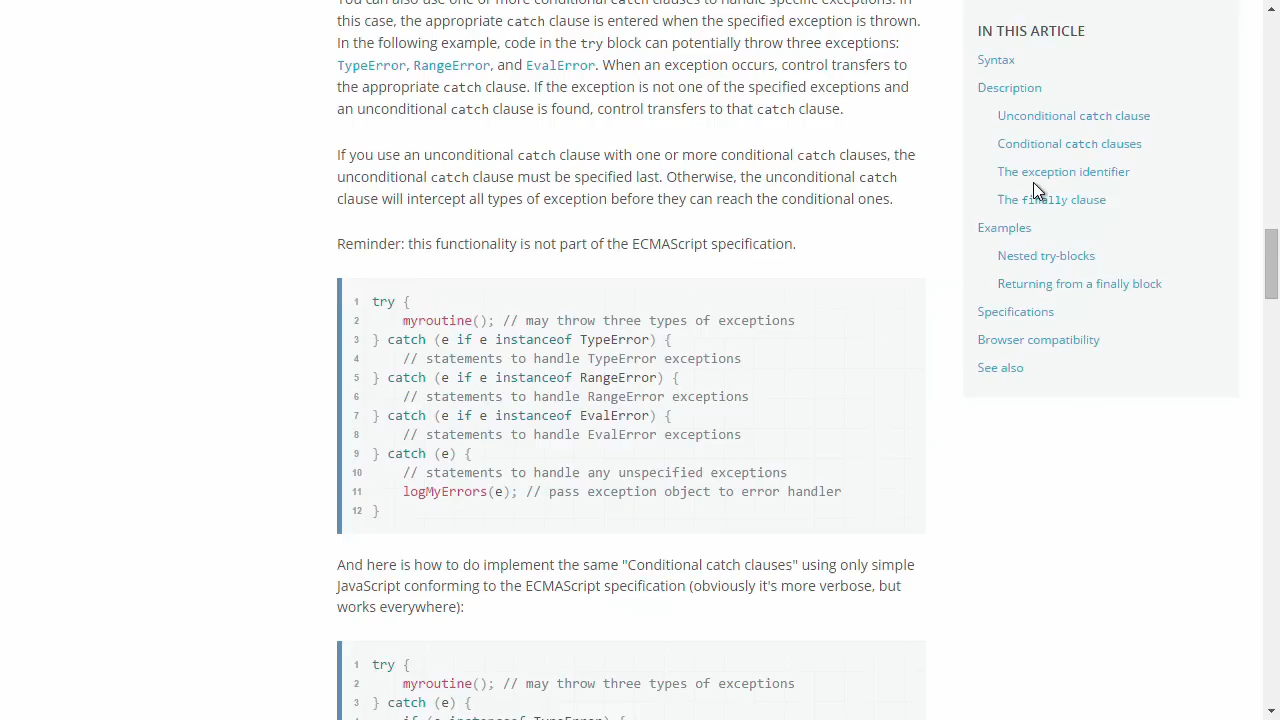 You can also use one or more conditional catch clauses to handle specific exceptions. In
this case, the appropriate catch clause is entered when the specified exception is thrown.
In the following example, code in the try block can potentially throw three exceptions:
TypeError, RangeError, and EvalError. When an exception occurs, control transfers to
the appropriate catch clause. If the exception is not one of the specified exceptions and
an unconditional catch clause is found, control transfers to that catch clause.
If you use an unconditional catch clause with one or more conditional catch clauses, the
unconditional catch clause must be specified last. Otherwise, the unconditional catch
clause will intercept all types of exception before they can reach the conditional ones.
Reminder: this functionality is not part of the ECMAScript specification.
1 try {
2 myroutine(); // may throw three types of exceptions
3 } catch (e if e instanceof TypeError) {
4 // statements to handle TypeError exceptions
5 } catch (e if e instanceof RangeError) {
6 // statements to handle RangeError exceptions
7 } catch (e if e instanceof EvalError) {
8 // statements to handle EvalError exceptions
9 } catch (e) {
10 // statements to handle any unspecified exceptions
11 logMyErrors(e); // pass exception object to error handler
12 }
And here is how to do implement the same "Conditional catch clauses" using only simple
JavaScript conforming to the ECMAScript specification (obviously it's more verbose, but
works everywhere):
1 try {
2 myroutine(); // may throw three types of exceptions
3 } catch (e) {
if (e instanceof TypeError) {
IN THIS ARTICLE
Syntax
Description
Unconditional catch clause
Conditional catch clauses
The exception identifier
The finally clause
Examples
Nested try-blocks
Returning from a finally block
Specifications
Browser compatibility
See also